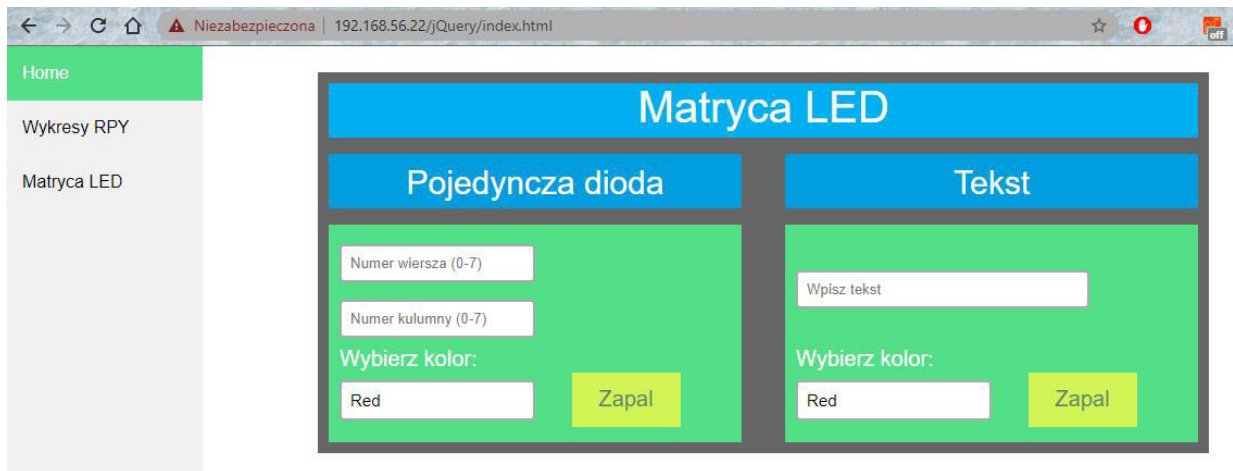 Niezabezpieczona | 192.168.56.22/jQuery/index.html
off
Home
Wykresy RPY
Matryca LED
Matryca LED
Pojedyncza dioda
Numer wiersza (0-7)
Numer kulumny (0-7)
Wybierz kolor:
Red
Zapal
Tekst
Wpisz tekst
Wybierz kolor:
Red
Zapal